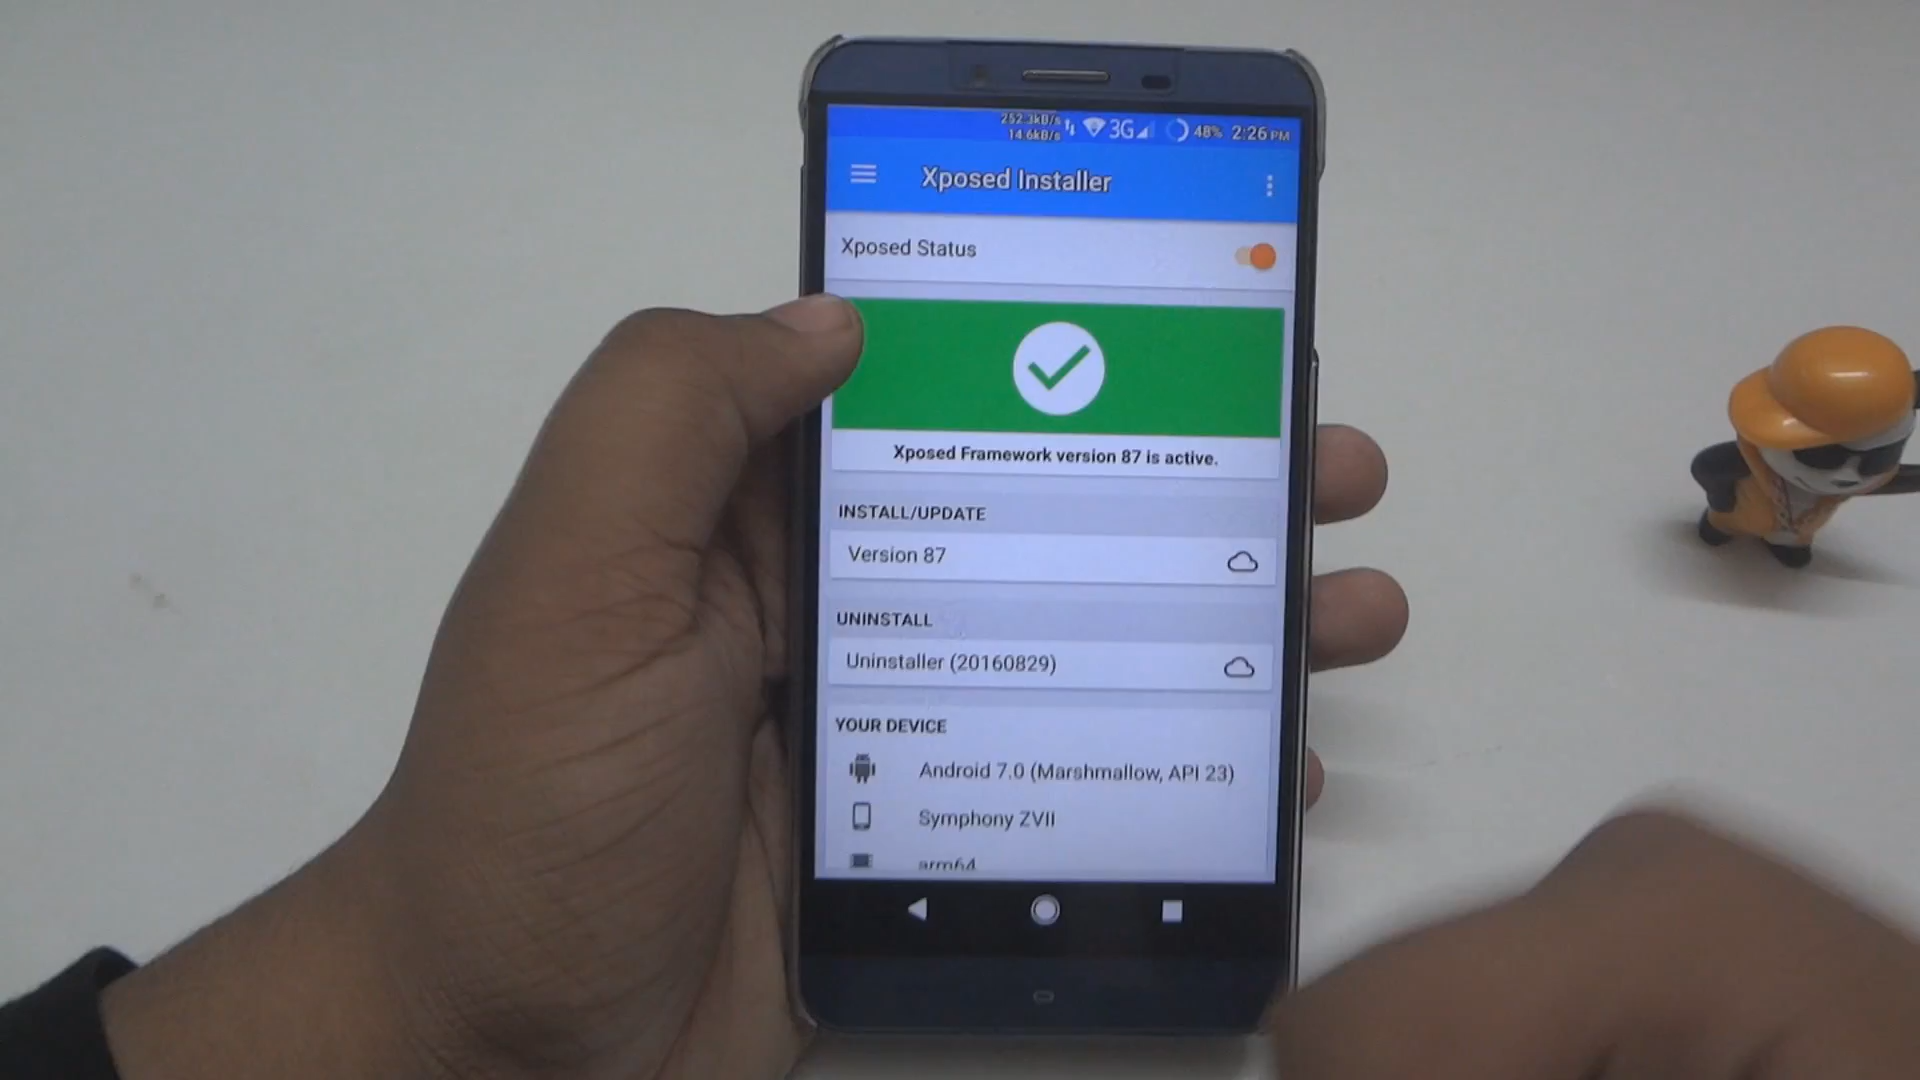 252.3kB/s
14.6kB/s
3G 48% 2:26 PM
Xposed Installer
Xposed Status
Xposed Framework version 87 is active.
INSTALL/UPDATE
Version 87
UNINSTALL
Uninstaller (20160829)
YOUR DEVICE
Android 7.0 (Marshmallow, API 23)
Symphony ZVII
arm64